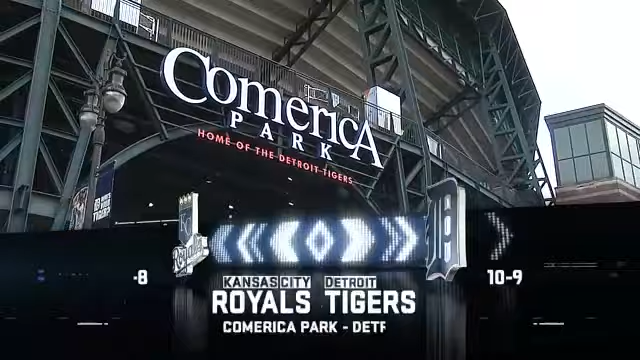 Comerica
PARK
HOME OF THE DETROIT TIGERS
-8
10-9
KANSAS CITY DETROIT
ROYALS TIGERS
COMERICA PARK - DETR